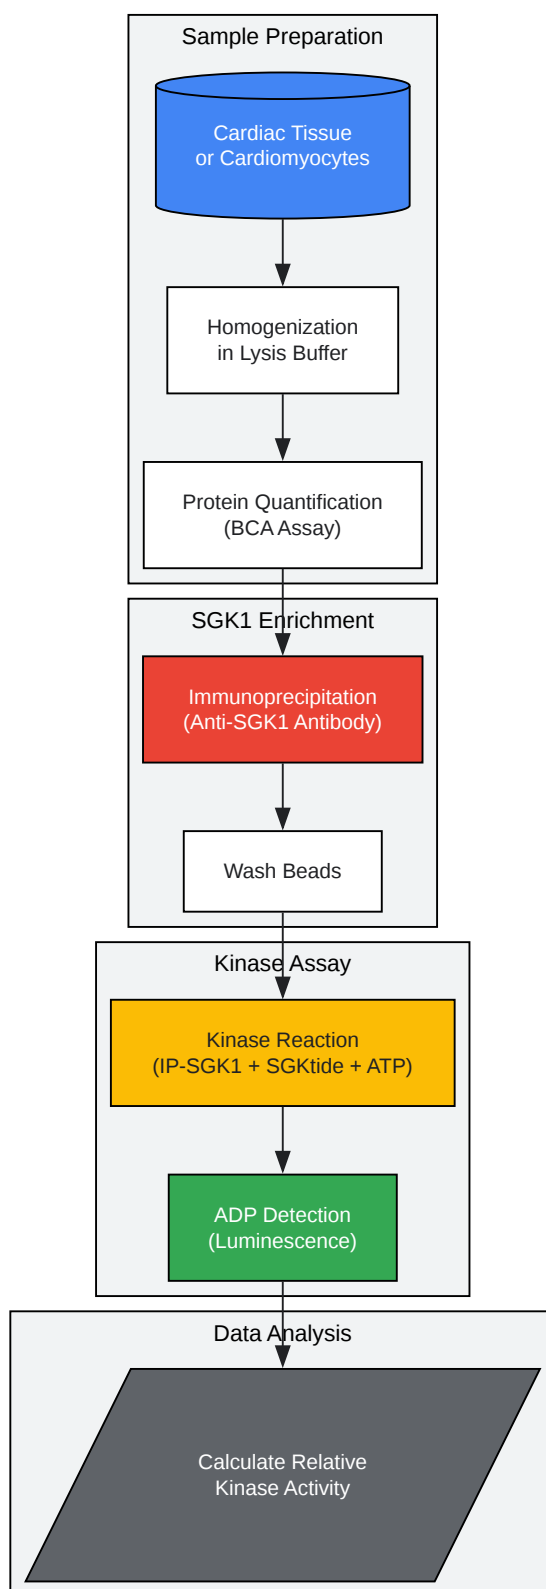 Sample Preparation
Cardiac Tissue
or Cardiomyocytes
Homogenization
in Lysis Buffer
Protein Quantification
(BCA Assay)
SGK1 Enrichment
Immunoprecipitation
(Anti-SGK1 Antibody)
Wash Beads
Kinase Assay
Kinase Reaction
(IP-SGK1 + SGKtide + ATP)
ADP Detection
(Luminescence)
Data Analysis
Calculate Relative
Kinase Activity